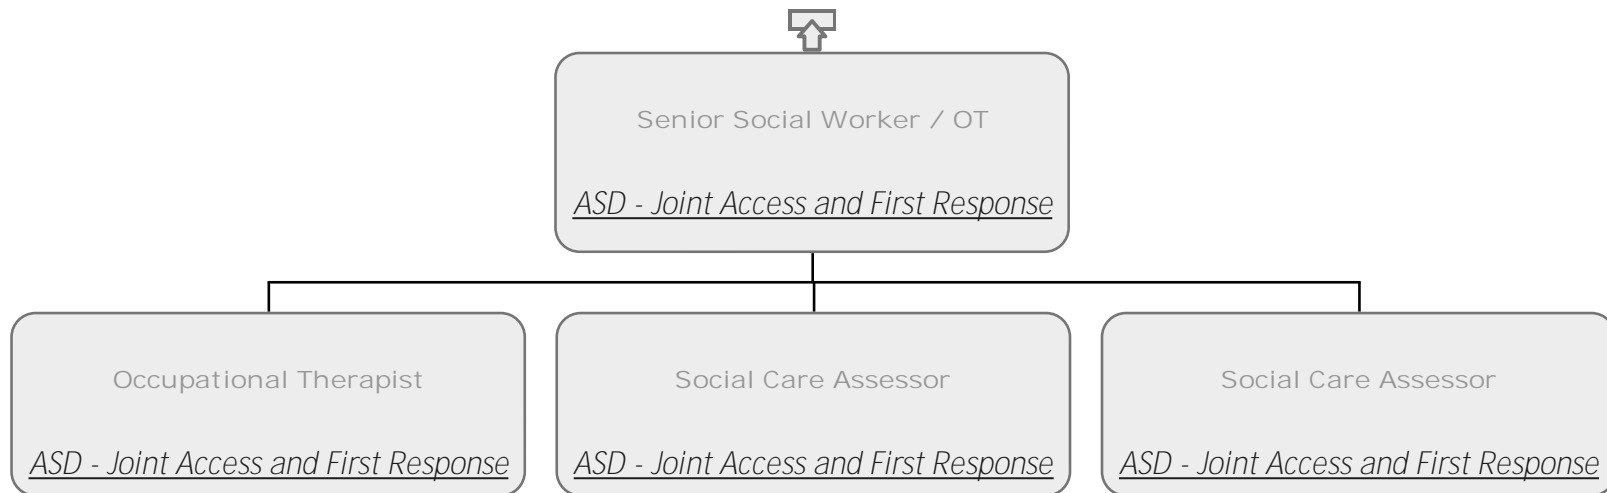 Senior Social Worker / OT
ASD - Joint Access and First Response
Occupational Therapist
ASD - Joint Access and First Response
Social Care Assessor
ASD - Joint Access and First Response
Social Care Assessor
ASD - Joint Access and First Response